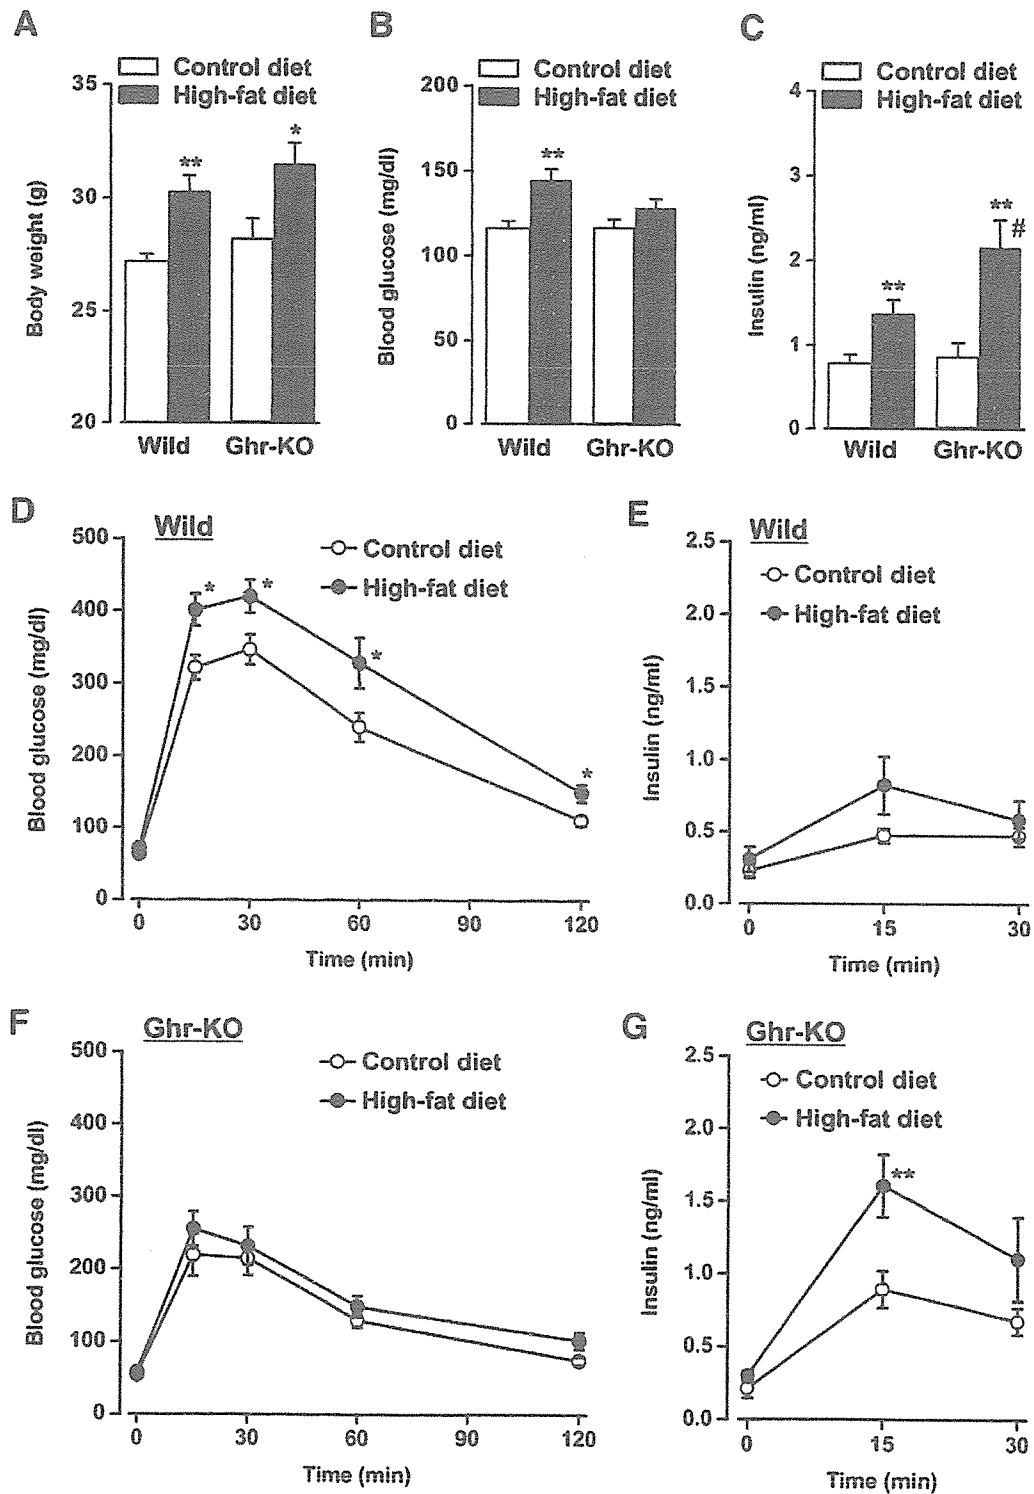 A
Control diet
High-fat diet
Body weight (g)
35
30
25
20
**
*
Wild
Ghr-KO
B
Control diet
High-fat diet
Blood glucose (mg/dl)
200
150
100
50
0
**
Wild
Ghr-KO
C
Control diet
High-fat diet
Insulin (ng/ml)
4
3
2
1
0
**
**
#
Wild
Ghr-KO
D
Wild
Control diet
High-fat diet
Blood glucose (mg/dl)
500
400
300
200
100
0
*
*
*
*
0
30
60
90
120
Time (min)
E
Wild
Control diet
High-fat diet
Insulin (ng/ml)
2.5
2.0
1.5
1.0
0.5
0.0
0
15
30
Time (min)
F
Ghr-KO
Control diet
High-fat diet
Blood glucose (mg/dl)
500
400
300
200
100
0
0
30
60
90
120
Time (min)
G
Ghr-KO
Control diet
High-fat diet
Insulin (ng/ml)
2.5
2.0
1.5
1.0
0.5
0.0
**
0
15
30
Time (min)